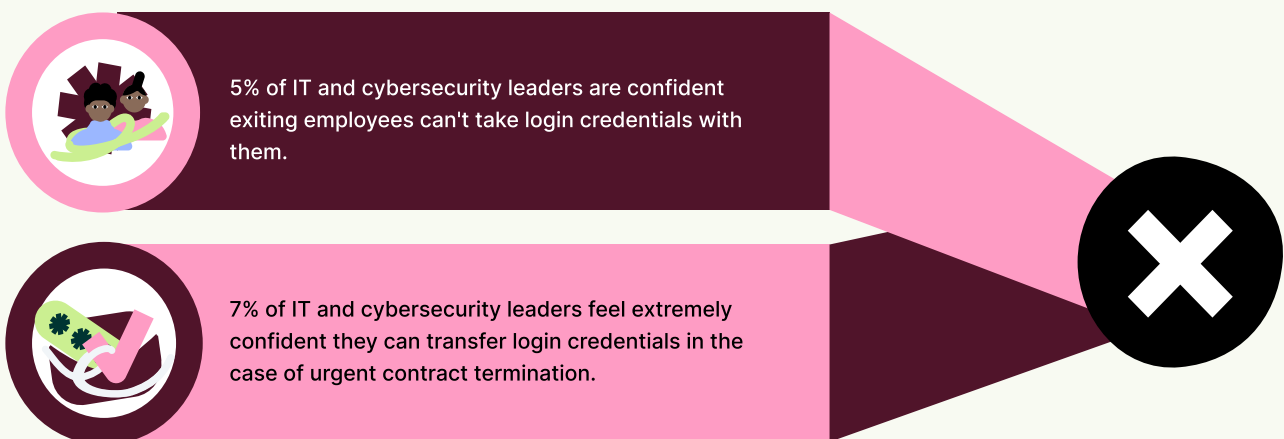 5% of IT and cybersecurity leaders are confident
exiting employees can't take login credentials with
them.
7% of IT and cybersecurity leaders feel extremely
confident they can transfer login credentials in the
case of urgent contract termination.